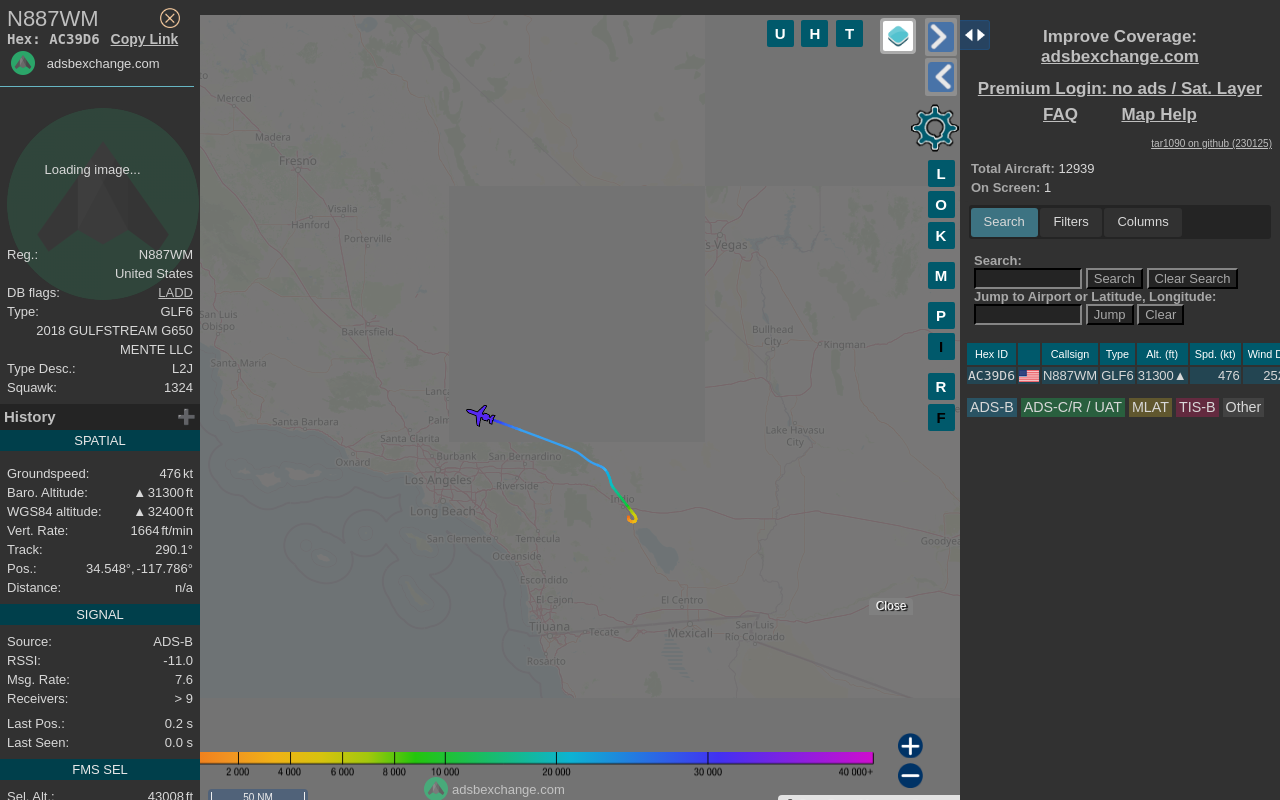 N887WM
Hex: AC39D6 Copy Link
adsbexchange.com
Loading image...
Reg.: N887WM
United States
DB flags: LADD
Type: GLF6
2018 GULFSTREAM G650
MENTE LLC
Type Desc.: L2J
Squawk: 1324
History
SPATIAL
Groundspeed: 476 kt
Baro. Altitude: ▲ 31300 ft
WGS84 altitude: ▲ 32400 ft
Vert. Rate: 1664 ft/min
Track: 290.1°
Pos.: 34.548°, -117.786°
Distance: n/a
SIGNAL
Source: ADS-B
RSSI: -11.0
Msg. Rate: 7.6
Receivers: > 9
Last Pos.: 0.2 s
Last Seen: 0.0 s
FMS SEL
Sel. Alt.: 43008 ft
U H T
L
O
K
M
P
I
R
F
Merced
Madera
Fresno
Visalia
Hanford
Porterville
San Luis
Obispo
Bakersfield
Santa Maria
s Vegas
Bullhead
City
Kingman
Lanc
Palm
Santa Barbara
Santa Clarita
Lake Havasu
City
Oxnard
Burbank
San Bernardino
Los Angeles
Riverside
Indio
Long Beach
San Clemente
Temecula
Goodyea
Oceanside
Escondido
El Cajon
El Centro
Tijuana
Tecate
Mexicali
San Luis
Río Colorado
Rosarito
Close
2 000 4 000 6 000 8 000 10 000 20 000 30 000 40 000+
adsbexchange.com
50 NM
Improve Coverage:
adsbexchange.com
Premium Login: no ads / Sat. Layer
FAQ Map Help
tar1090 on github (230125)
Total Aircraft: 12939
On Screen: 1
Search Filters Columns
Search:
Search Clear Search
Jump to Airport or Latitude, Longitude:
Jump Clear
Hex ID Callsign Type Alt. (ft) Spd. (kt) Wind D
AC39D6 N887WM GLF6 31300▲ 476 252
ADS-B ADS-C/R / UAT MLAT TIS-B Other